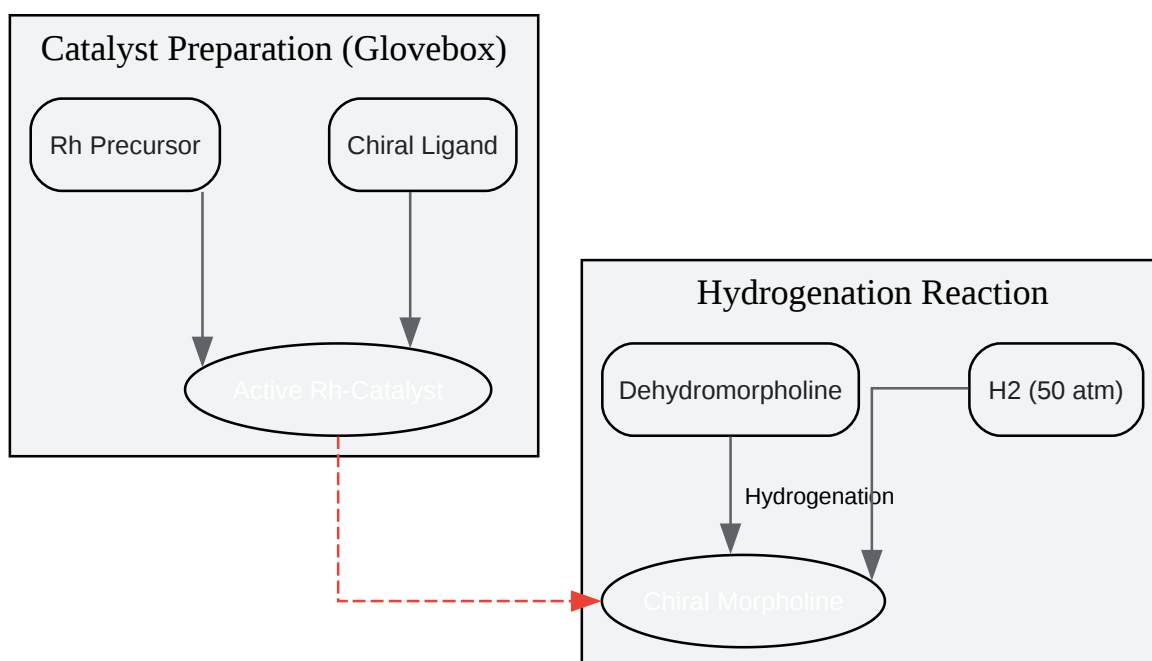 Catalyst Preparation (Glovebox)
Rh Precursor
Chiral Ligand
Active Rh-Catalyst
Hydrogenation Reaction
Dehydromorpholine
H2 (50 atm)
Hydrogenation
Chiral Morpholine